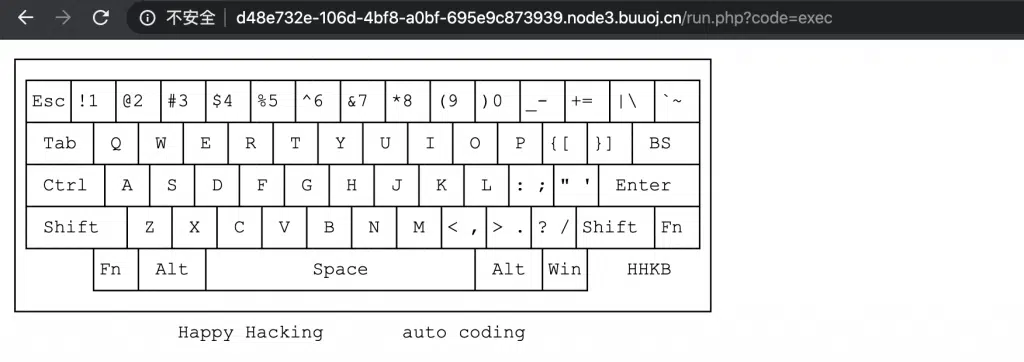 不安全 d48e732e-106d-4bf8-a0bf-695e9c873939.node3.buuoj.cn/run.php?code=exec
Esc !1 @2 #3 $4 %5 ^6 &7 *8 (9 )0 _- += |\ `~
Tab Q W E R T Y U I O P {[ }] BS
Ctrl A S D F G H J K L : ; " ' Enter
Shift Z X C V B N M < , > . ? / Shift Fn
Fn Alt Space Alt Win HHKB
Happy Hacking auto coding